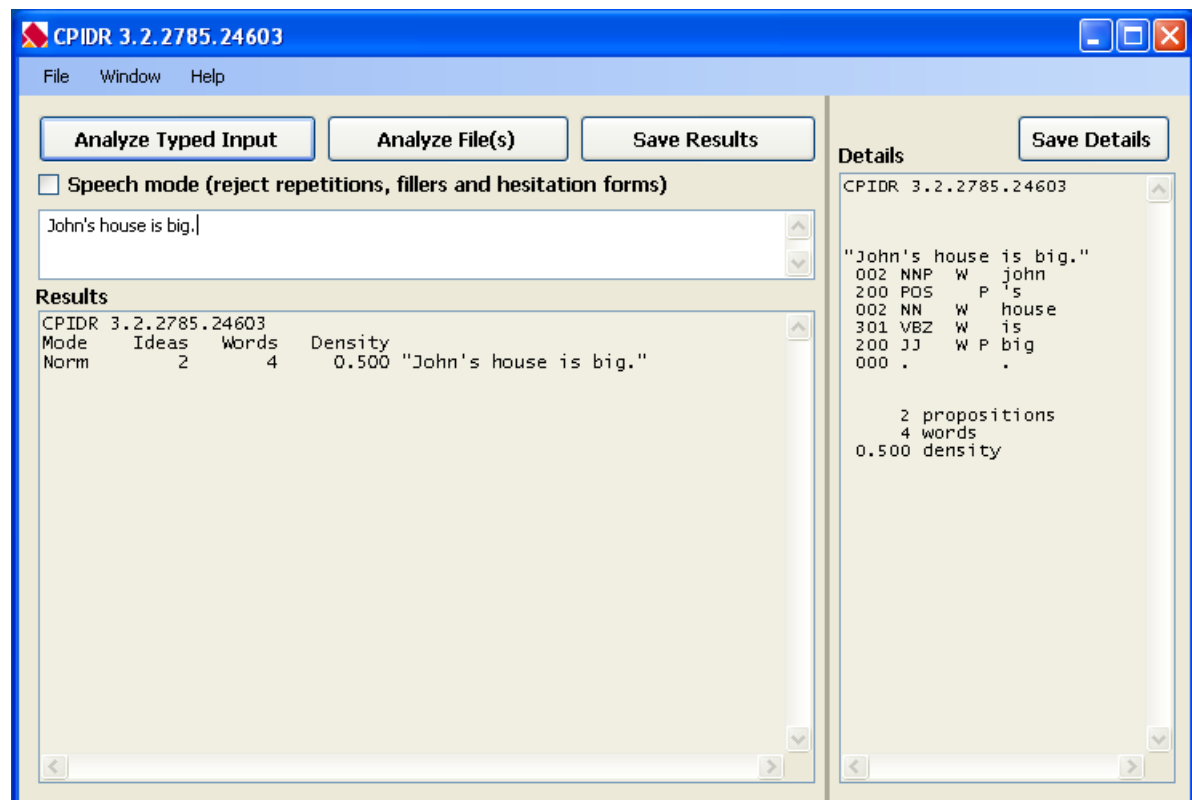 CPIDR 3.2.2785.24603
File Window Help
Analyze Typed Input Analyze File(s) Save Results
Speech mode (reject repetitions, fillers and hesitation forms)
John's house is big.
Results
CPIDR 3.2.2785.24603
Mode Ideas Words Density
Norm 2 4 0.500 "John's house is big."
Details Save Details
CPIDR 3.2.2785.24603
"John's house is big."
002 NNP W john
200 POS P 's
002 NN W house
301 VBZ W is
200 JJ W P big
000 . .
2 propositions
4 words
0.500 density